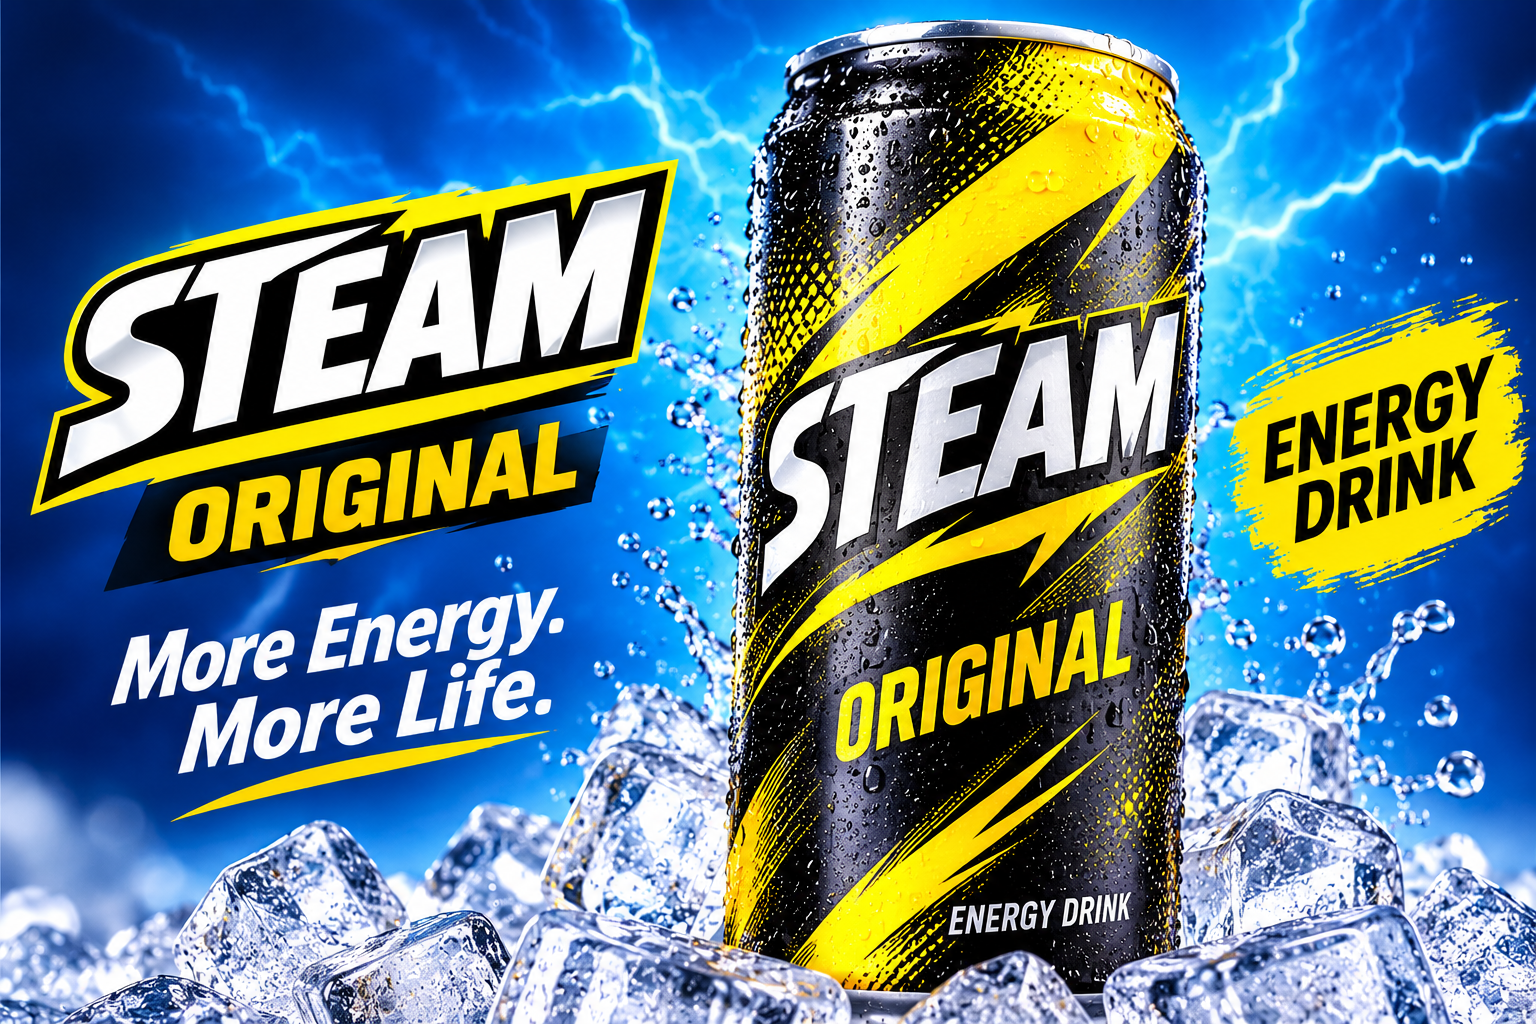 STEAM
ORIGINAL
More Energy.
More Life.
STEAM
ORIGINAL
ENERGY DRINK
ENERGY
DRINK